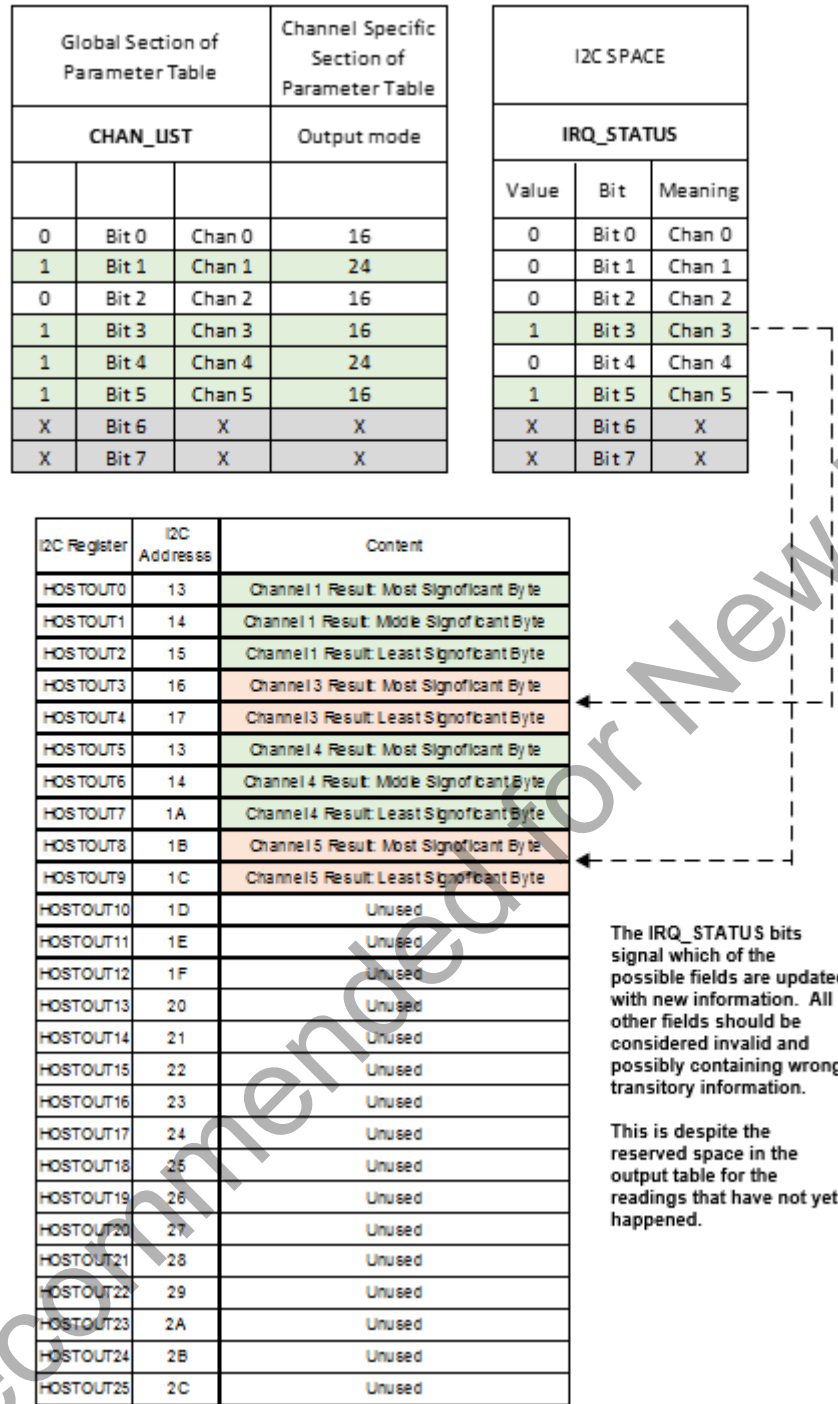 Global Section of
Parameter Table
Channel Specific
Section of
Parameter Table
CHAN_LIST
Output mode
0 Bit 0 Chan 0 16
1 Bit 1 Chan 1 24
0 Bit 2 Chan 2 16
1 Bit 3 Chan 3 16
1 Bit 4 Chan 4 24
1 Bit 5 Chan 5 16
X Bit 6 X X
X Bit 7 X X
I2C SPACE
IRQ_STATUS
Value Bit Meaning
0 Bit 0 Chan 0
0 Bit 1 Chan 1
0 Bit 2 Chan 2
1 Bit 3 Chan 3
0 Bit 4 Chan 4
1 Bit 5 Chan 5
X Bit 6 X
X Bit 7 X
I2C Register I2C Addresss Content
HOSTOUT0 13 Channel 1 Result: Most Signoficant Byte
HOSTOUT1 14 Channel 1 Result: Middle Signoficant Byte
HOSTOUT2 15 Channel1 Result: Least Signoficant Byte
HOSTOUT3 16 Channel 3 Result: Most Signoficant Byte
HOSTOUT4 17 Channel3 Result: Least Signoficant Byte
HOSTOUT5 13 Channel 4 Result: Most Signoficant Byte
HOSTOUT6 14 Channel 4 Result: Middle Signoficant Byte
HOSTOUT7 1A Channel4 Result: Least Signoficant Byte
HOSTOUT8 1B Channel 5 Result: Most Signoficant Byte
HOSTOUT9 1C Channel5 Result: Least Signoficant Byte
HOSTOUT10 1D Unused
HOSTOUT11 1E Unused
HOSTOUT12 1F Unused
HOSTOUT13 20 Unused
HOSTOUT14 21 Unused
HOSTOUT15 22 Unused
HOSTOUT16 23 Unused
HOSTOUT17 24 Unused
HOSTOUT18 25 Unused
HOSTOUT19 26 Unused
HOSTOUT20 27 Unused
HOSTOUT21 28 Unused
HOSTOUT22 29 Unused
HOSTOUT23 2A Unused
HOSTOUT24 2B Unused
HOSTOUT25 2C Unused
The IRQ_STATUS bits
signal which of the
possible fields are updated
with new information. All
other fields should be
considered invalid and
possibly containing wrong
transitory information.
This is despite the
reserved space in the
output table for the
readings that have not yet
happened.
ecommended for New